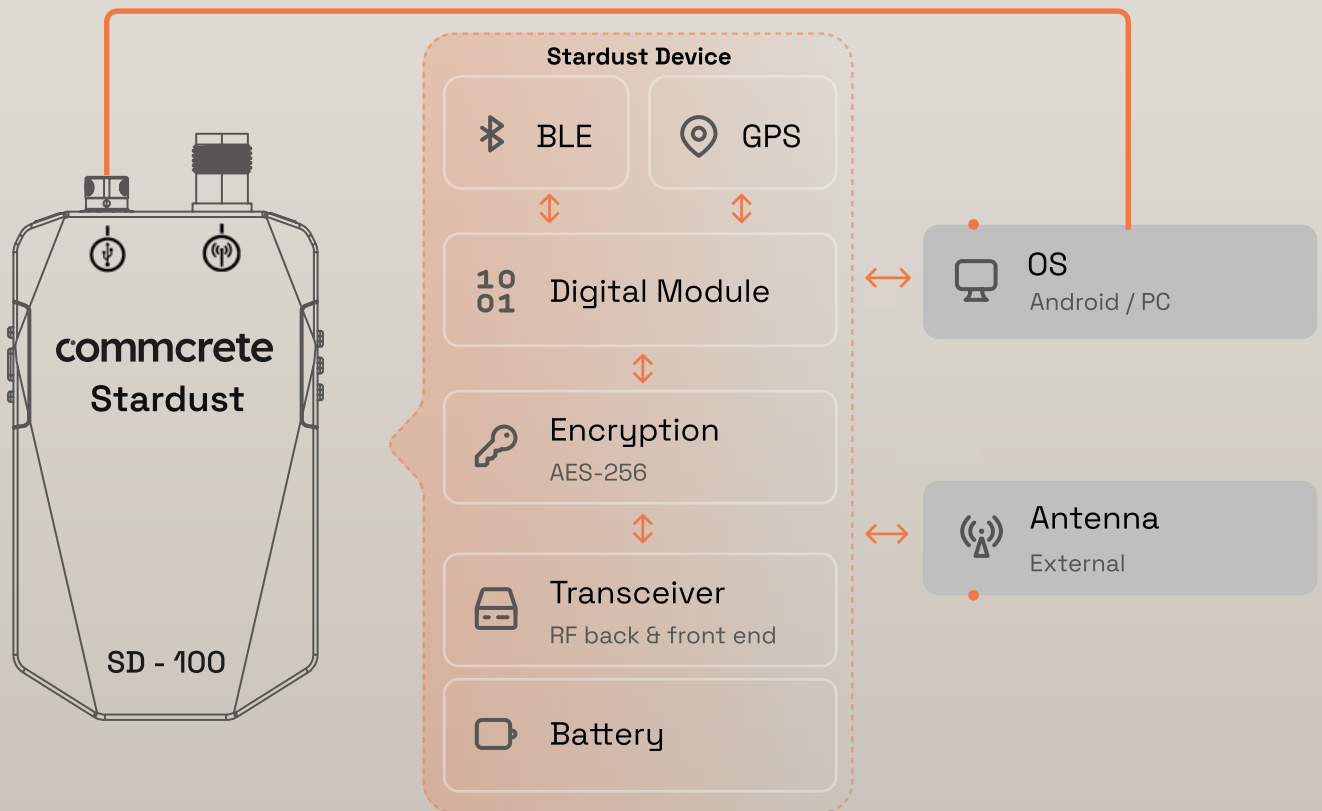 Stardust Device
BLE
GPS
commcrete
Stardust
SD - 100
10
01
Digital Module
Encryption
AES-256
Transceiver
RF back & front end
Battery
OS
Android / PC
Antenna
External